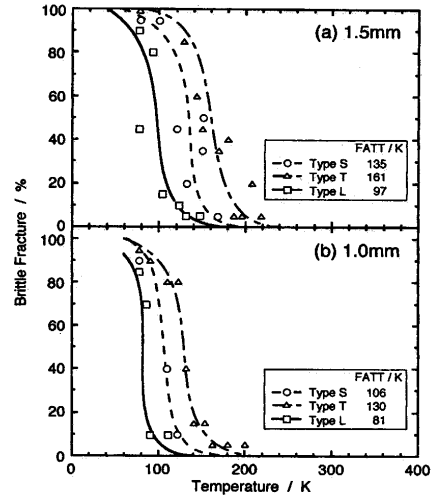 100
(a) 1.5mm
80
60
40
FATT / K
Type S 135
Type T 161
Type L 97
20
0
Brittle Fracture / %
100
(b) 1.0mm
80
60
40
FATT / K
Type S 106
Type T 130
Type L 81
20
0
0 100 200 300 400
Temperature / K